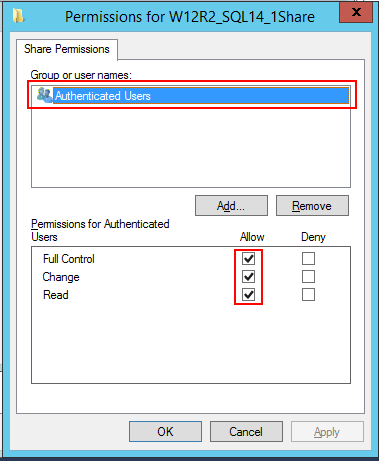 Permissions for W12R2_SQL14_1Share
Share Permissions
Group or user names:
Authenticated Users
Add...
Remove
Permissions for Authenticated
Users
Allow
Deny
Full Control
Change
Read
OK
Cancel
Apply